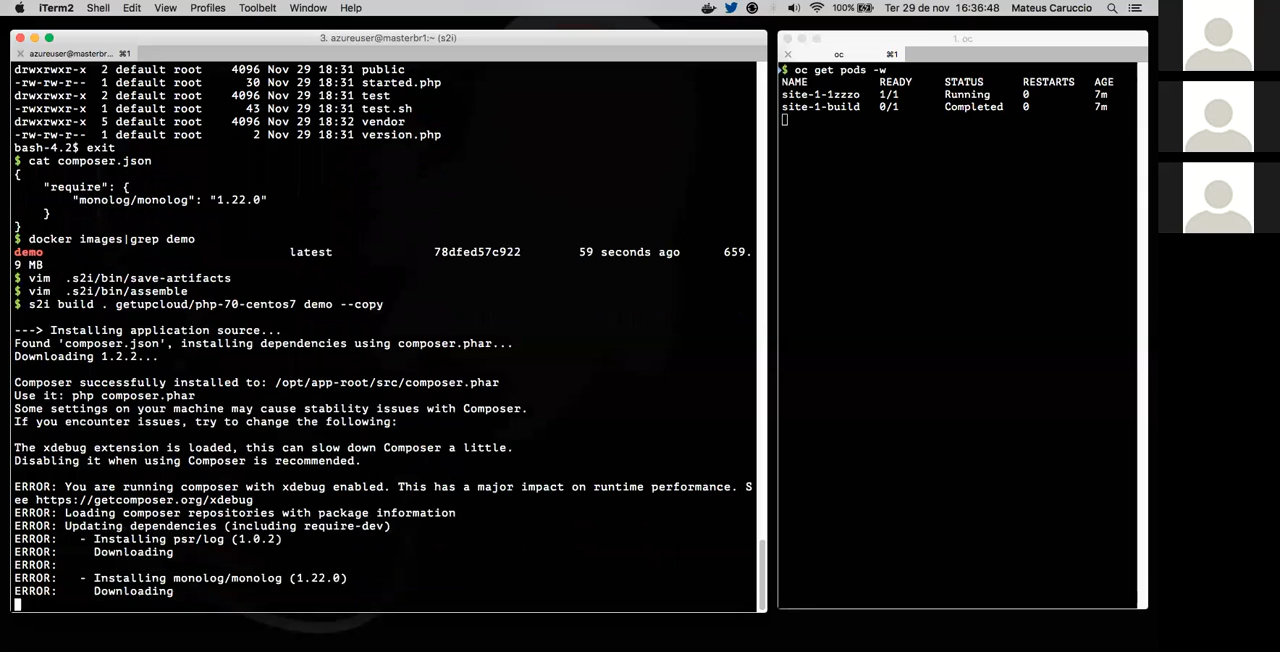 iTerm2 Shell Edit View Profiles Toolbelt Window Help 100% Ter 29 de nov 16:36:48 Mateus Caruccio
3. azureuser@masterbr1:~ (s2i)
azureuser@masterbr... ⌘1
drwxrwxr-x 2 default root 4096 Nov 29 18:31 public
-rw-rw-r-- 1 default root 30 Nov 29 18:31 started.php
drwxrwxr-x 2 default root 4096 Nov 29 18:31 test
-rwxrwxr-x 1 default root 43 Nov 29 18:31 test.sh
drwxrwxr-x 5 default root 4096 Nov 29 18:32 vendor
-rw-rw-r-- 1 default root 2 Nov 29 18:31 version.php
bash-4.2$ exit
$ cat composer.json
{
"require": {
"monolog/monolog": "1.22.0"
}
}
$ docker images|grep demo
demo latest 78dfed57c922 59 seconds ago 659.
9 MB
$ vim .s2i/bin/save-artifacts
$ vim .s2i/bin/assemble
$ s2i build . getupcloud/php-70-centos7 demo --copy
---> Installing application source...
Found 'composer.json', installing dependencies using composer.phar...
Downloading 1.2.2...
Composer successfully installed to: /opt/app-root/src/composer.phar
Use it: php composer.phar
Some settings on your machine may cause stability issues with Composer.
If you encounter issues, try to change the following:
The xdebug extension is loaded, this can slow down Composer a little.
Disabling it when using Composer is recommended.
ERROR: You are running composer with xdebug enabled. This has a major impact on runtime performance. S
ee https://getcomposer.org/xdebug
ERROR: Loading composer repositories with package information
ERROR: Updating dependencies (including require-dev)
ERROR: - Installing psr/log (1.0.2)
ERROR: Downloading
ERROR:
ERROR: - Installing monolog/monolog (1.22.0)
ERROR: Downloading
1. oc
oc ⌘1
$ oc get pods -w
NAME READY STATUS RESTARTS AGE
site-1-1zzzo 1/1 Running 0 7m
site-1-build 0/1 Completed 0 7m